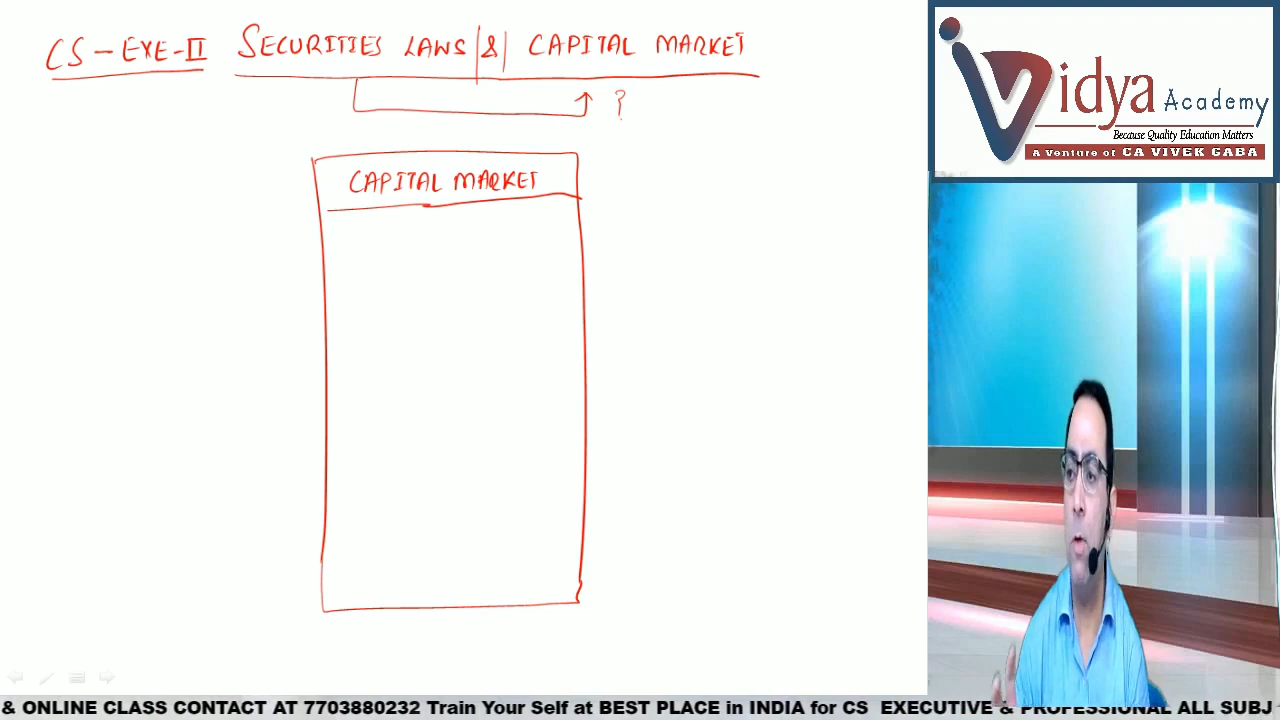 CS - EXE - II SECURITIES LAWS & CAPITAL MARKET
?
CAPITAL MARKET
Vidya Academy
Because Quality Education Matters
A Venture of CA VIVEK GABA
& ONLINE CLASS CONTACT AT 7703880232 Train Your Self at BEST PLACE in INDIA for CS EXECUTIVE & PROFESSIONAL ALL SUBJ